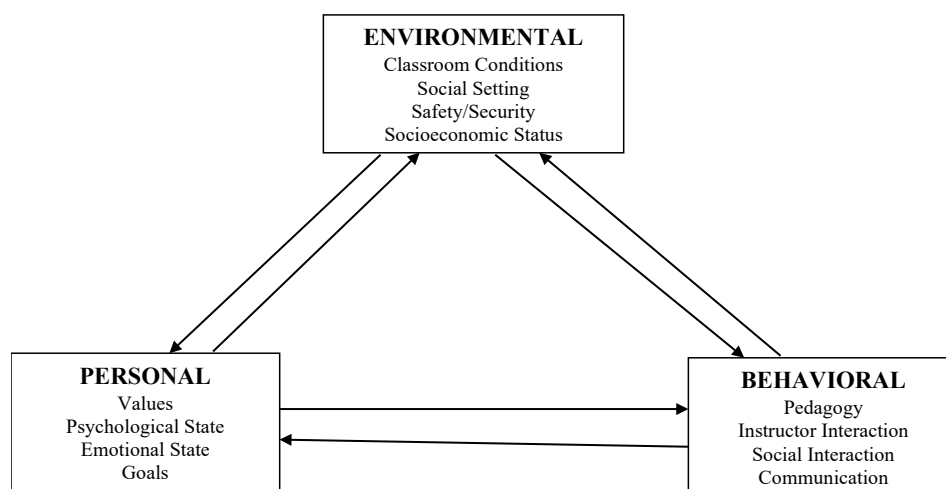 ENVIRONMENTAL
Classroom Conditions
Social Setting
Safety/Security
Socioeconomic Status
PERSONAL
Values
Psychological State
Emotional State
Goals
BEHAVIORAL
Pedagogy
Instructor Interaction
Social Interaction
Communication